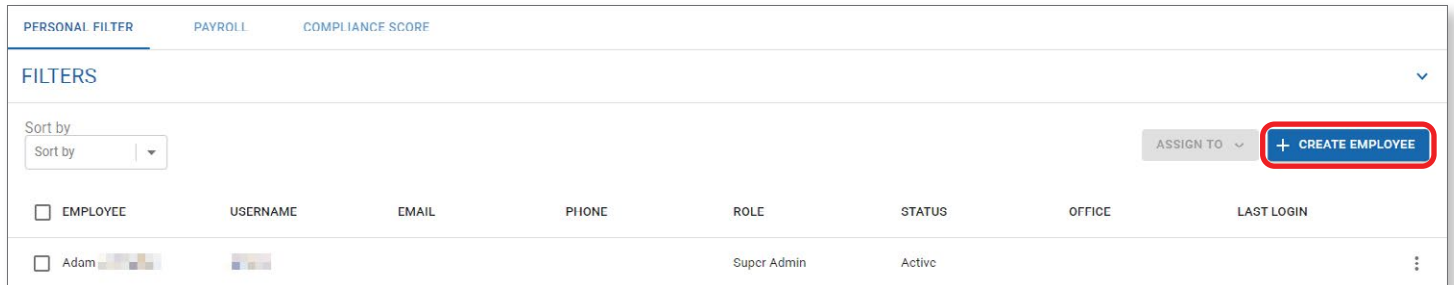 PERSONAL FILTER PAYROLL COMPLIANCE SCORE
FILTERS
Sort by
Sort by
ASSIGN TO + CREATE EMPLOYEE
EMPLOYEE USERNAME EMAIL PHONE ROLE STATUS OFFICE LAST LOGIN
Adam Super Admin Active